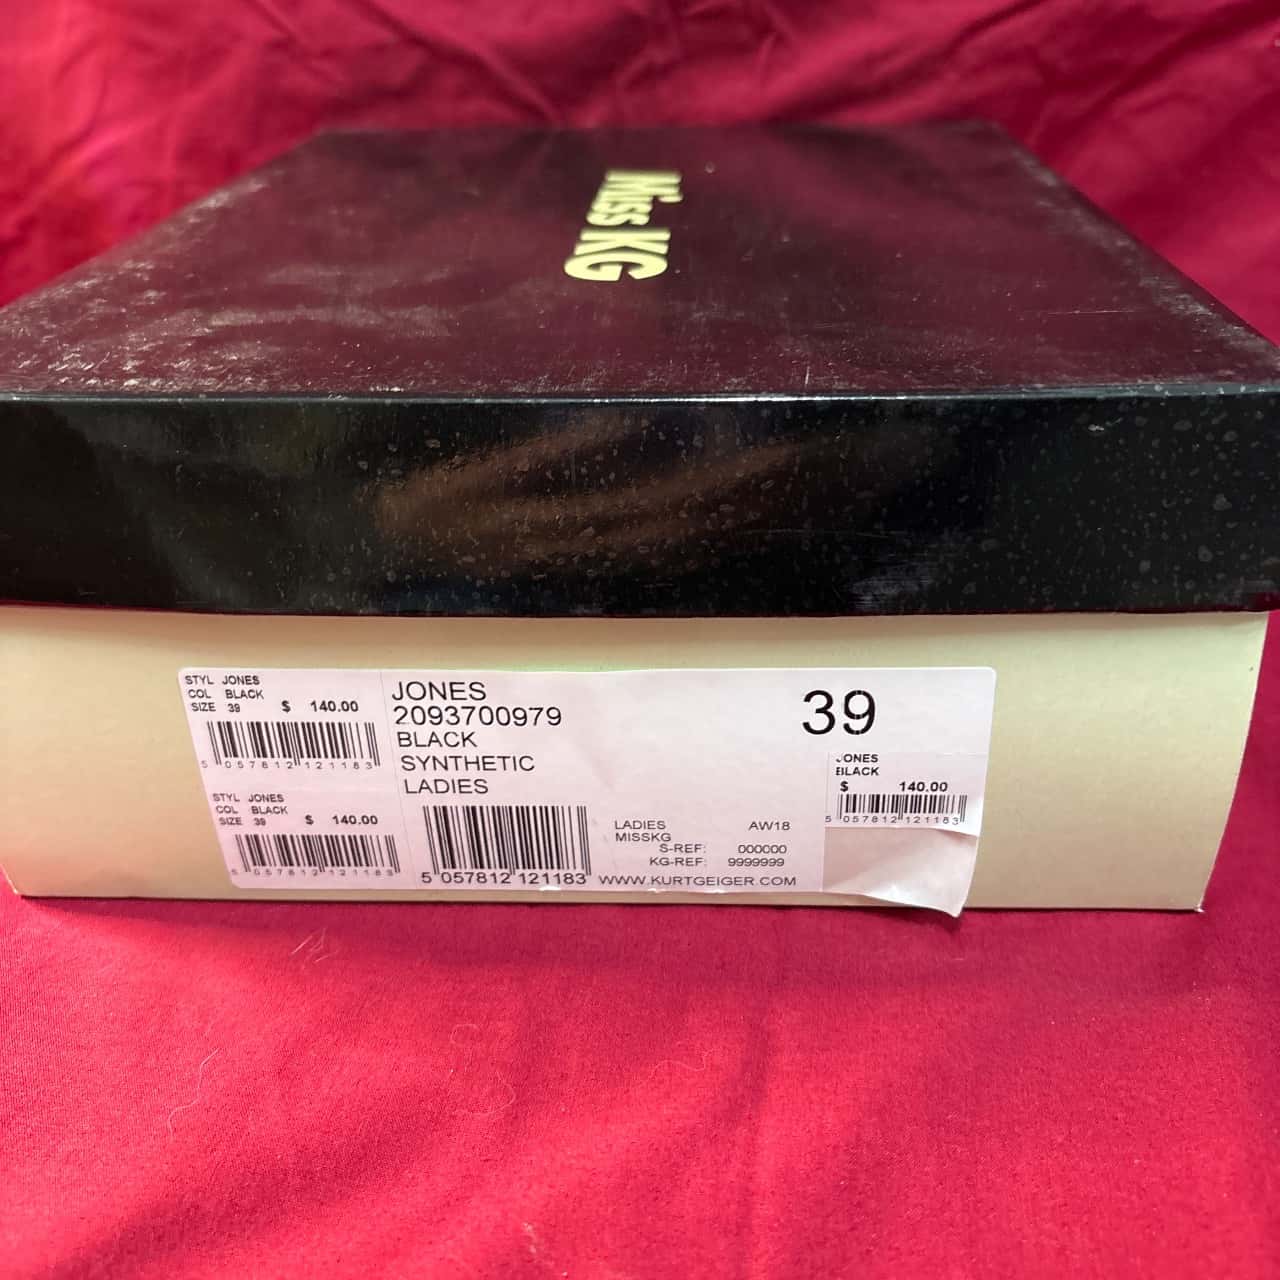 Miss KG
STYL JONES
COL BLACK
SIZE 39 $ 140.00
5 057812 121183
STYL JONES
COL BLACK
SIZE 39 $ 140.00
5 057812 121183
JONES
2093700979
BLACK
SYNTHETIC
LADIES
5 057812 121183
39
LADIES AW18
MISSKG
S-REF: 000000
KG-REF: 9999999
WWW.KURTGEIGER.COM
JONES
BLACK
$ 140.00
5 057812 121183